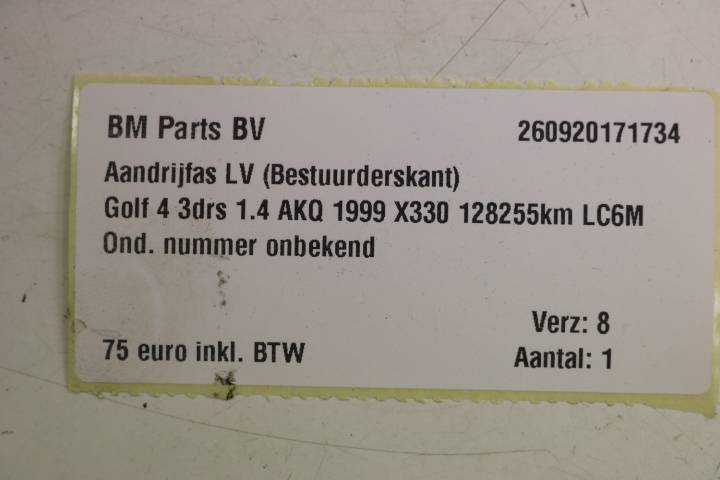 BM Parts BV 260920171734
Aandrijfas LV (Bestuurderskant)
Golf 4 3drs 1.4 AKQ 1999 X330 128255km LC6M
Ond. nummer onbekend
Verz: 8
75 euro inkl. BTW Aantal: 1